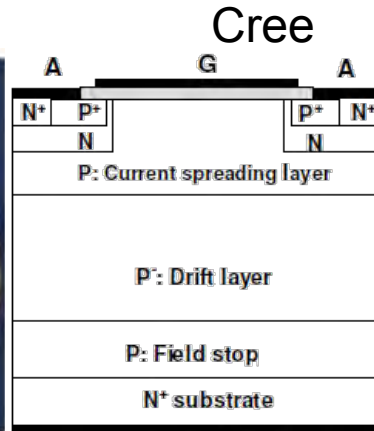 Cree
A G A
N⁺ P⁺ P⁺ N⁺
N N
P: Current spreading layer
P⁻: Drift layer
P: Field stop
N⁺ substrate